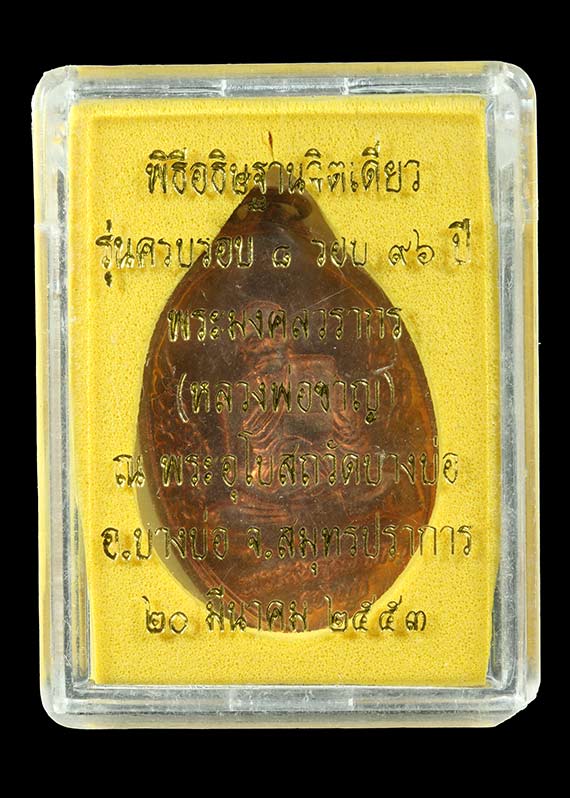 พิธีอธิษฐานจิตเดี่ยว
รุ่นครบรอบ ๘ รอบ ๙๖ ปี
พระมงคลวรากร
(หลวงพ่อชาญ)
ณ พระอุโบสถวัดบางบ่อ
อ.บางบ่อ จ.สมุทรปราการ
๒๐ มีนาคม ๒๕๕๓